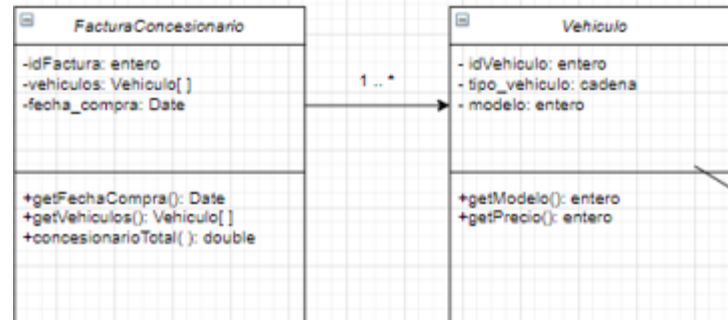 FacturaConcesionario
-idFactura: entero
-vehiculos: Vehiculo[ ]
-fecha_compra: Date
+getFechaCompra(): Date
+getVehiculos(): Vehiculo[ ]
+concesionarioTotal( ): double
1 .. *
Vehiculo
- idVehiculo: entero
- tipo_vehiculo: cadena
- modelo: entero
+getModelo(): entero
+getPrecio(): entero